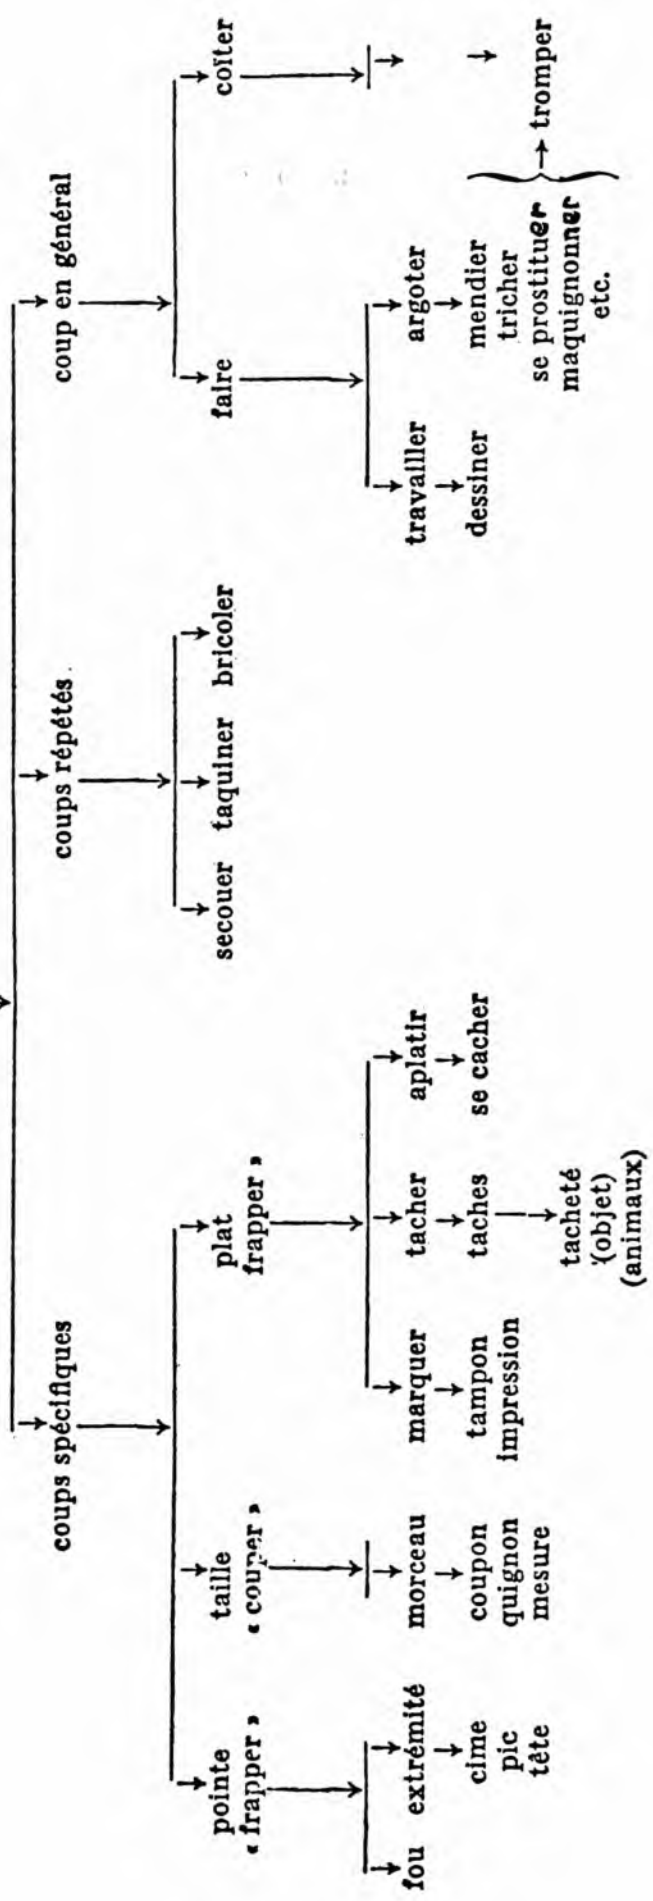 coups spécifiques
coups répétés
coup en général
pointe
« frapper »
taille
« couper »
plat
frapper »
secouer
taquiner
bricoler
faire
coïter
fou
extrémité
morceau
marquer
tacher
aplatir
travailler
argoter
cime
pic
tête
coupon
quignon
mesure
tampon
impression
taches
se cacher
dessiner
mendier
tricher
se prostituer
maquignonner
etc.
tromper
tacheté
(objet)
(animaux)